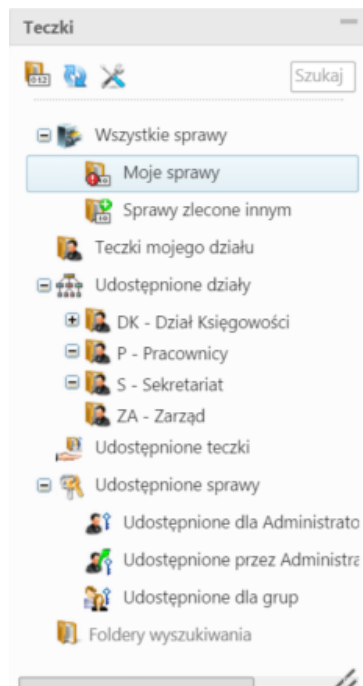 Teczki
Szukaj
Wszystkie sprawy
Moje sprawy
Sprawy zlecone innym
Teczki mojego działu
Udostępnione działy
DK - Dział Księgowości
P - Pracownicy
S - Sekretariat
ZA - Zarząd
Udostępnione teczki
Udostępnione sprawy
Udostępnione dla Administrato
Udostępnione przez Administra
Udostępnione dla grup
Foldery wyszukiwania